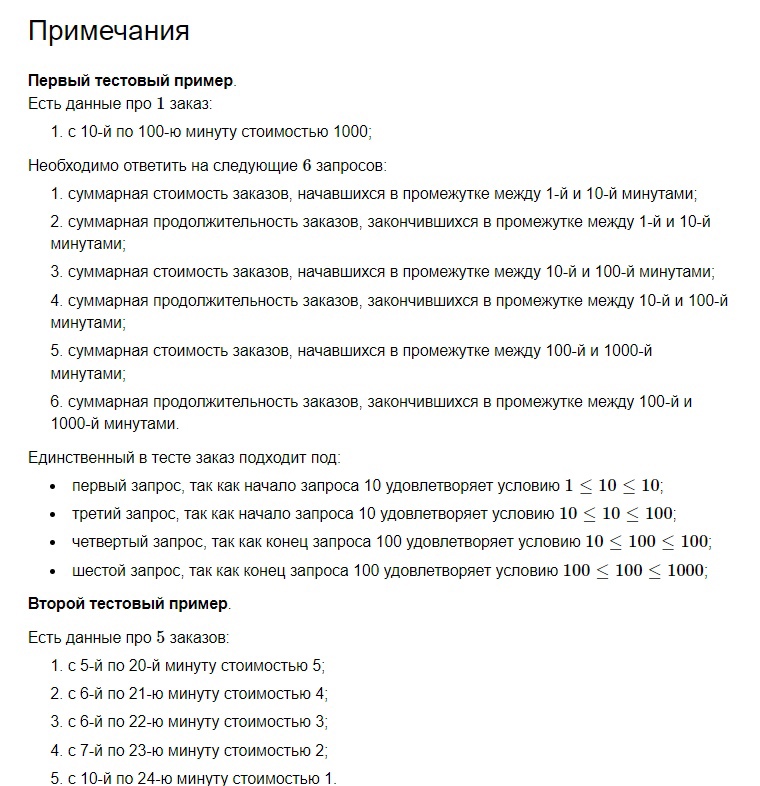 Примечания
Первый тестовый пример.
Есть данные про 1 заказ:
1. с 10-й по 100-ю минуту стоимостью 1000;
Необходимо ответить на следующие 6 запросов:
1. суммарная стоимость заказов, начавшихся в промежутке между 1-й и 10-й минутами;
2. суммарная продолжительность заказов, закончившихся в промежутке между 1-й и 10-й
минутами;
3. суммарная стоимость заказов, начавшихся в промежутке между 10-й и 100-й минутами;
4. суммарная продолжительность заказов, закончившихся в промежутке между 10-й и 100-й
минутами;
5. суммарная стоимость заказов, начавшихся в промежутке между 100-й и 1000-й
минутами;
6. суммарная продолжительность заказов, закончившихся в промежутке между 100-й и
1000-й минутами.
Единственный в тесте заказ подходит под:
• первый запрос, так как начало запроса 10 удовлетворяет условию 1 ≤ 10 ≤ 10;
• третий запрос, так как начало запроса 10 удовлетворяет условию 10 ≤ 10 ≤ 100;
• четвертый запрос, так как конец запроса 100 удовлетворяет условию 10 ≤ 100 ≤ 100;
• шестой запрос, так как конец запроса 100 удовлетворяет условию 100 ≤ 100 ≤ 1000;
Второй тестовый пример.
Есть данные про 5 заказов:
1. с 5-й по 20-й минуту стоимостью 5;
2. с 6-й по 21-ю минуту стоимостью 4;
3. с 6-й по 22-ю минуту стоимостью 3;
4. с 7-й по 23-ю минуту стоимостью 2;
5. с 10-й по 24-ю минуту стоимостью 1.